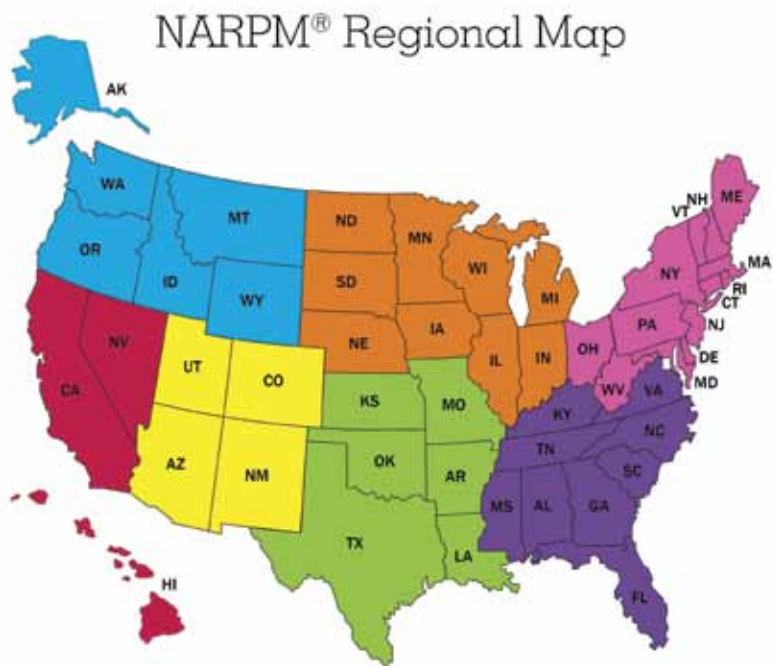 NARPM® Regional Map
AK
WA
MT
ND
MN
OR
ID
WY
SD
WI
MI
NH
VT
ME
NY
MA
RI
CT
NJ
PA
DE
MD
NV
CA
UT
CO
NE
IA
IL
IN
OH
WV
VA
KS
MO
KY
NC
TN
AZ
NM
OK
AR
SC
MS
AL
GA
TX
LA
FL
HI